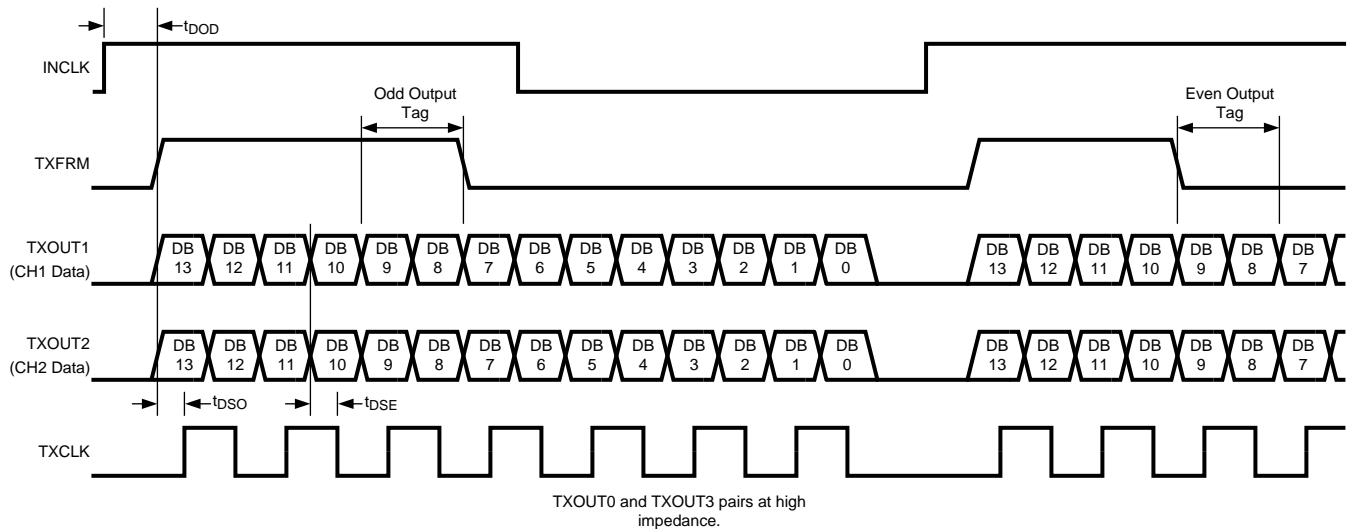 tDOD
INCLK
Odd Output
Tag
Even Output
Tag
TXFRM
TXOUT1
(CH1 Data)
DB 13 DB 12 DB 11 DB 10 DB 9 DB 8 DB 7 DB 6 DB 5 DB 4 DB 3 DB 2 DB 1 DB 0 DB 13 DB 12 DB 11 DB 10 DB 9 DB 8 DB 7
TXOUT2
(CH2 Data)
DB 13 DB 12 DB 11 DB 10 DB 9 DB 8 DB 7 DB 6 DB 5 DB 4 DB 3 DB 2 DB 1 DB 0 DB 13 DB 12 DB 11 DB 10 DB 9 DB 8 DB 7
tDSO tDSE
TXCLK
TXOUT0 and TXOUT3 pairs at high
impedance.